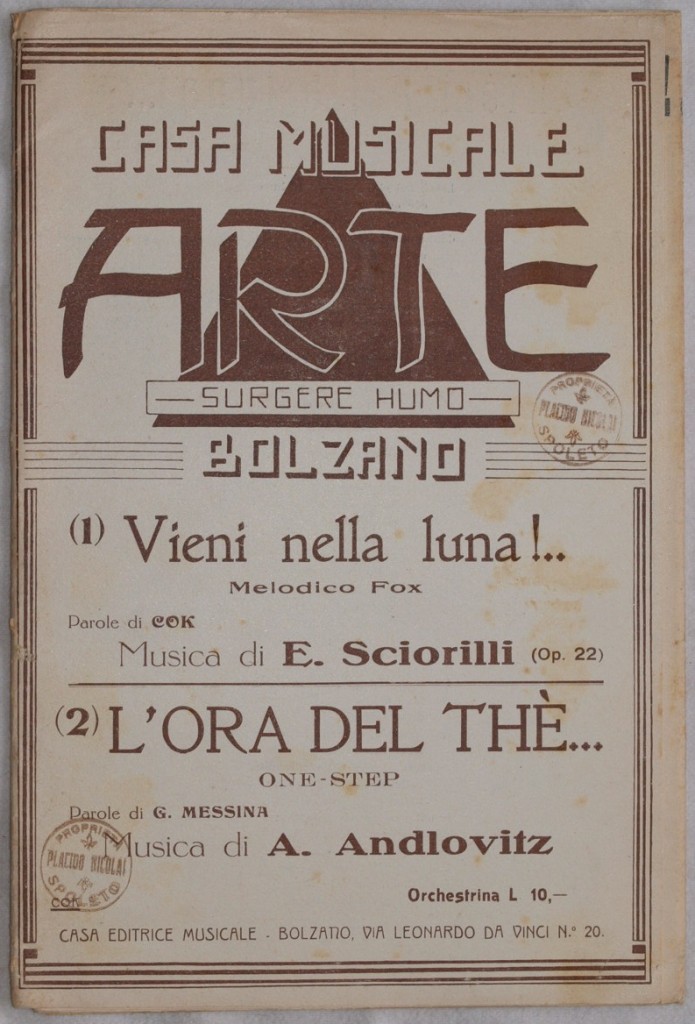 CASA MUSICALE
ARTE
—SURGERE HUMO—
BOLZANO
PROPRIETÀ
PLACIDO NICOLAI
SPOLETO
(1) Vieni nella luna!..
Melodico Fox
Parole di COK
Musica di E. Sciorilli (Op. 22)
(2) L'ORA DEL THÈ...
ONE-STEP
Parole di G. MESSINA
Musica di A. Andlovitz
PROPRIETÀ
PLACIDO NICOLAI
SPOLETO
COK
Orchestrina L 10,—
CASA EDITRICE MUSICALE - BOLZANO, VIA LEONARDO DA VINCI N.° 20.